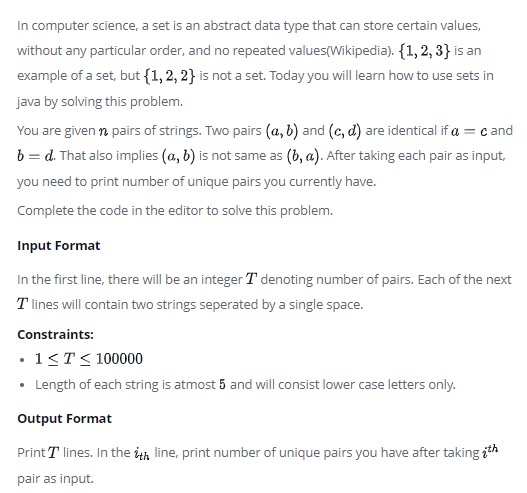 In computer science, a set is an abstract data type that can store certain values,
without any particular order, and no repeated values(Wikipedia). {1, 2, 3} is an
example of a set, but {1, 2, 2} is not a set. Today you will learn how to use sets in
java by solving this problem.
You are given n pairs of strings. Two pairs (a, b) and (c, d) are identical if a = c and
b = d. That also implies (a, b) is not same as (b, a). After taking each pair as input,
you need to print number of unique pairs you currently have.
Complete the code in the editor to solve this problem.
Input Format
In the first line, there will be an integer T denoting number of pairs. Each of the next
T lines will contain two strings seperated by a single space.
Constraints:
• 1 ≤ T ≤ 100000
• Length of each string is atmost 5 and will consist lower case letters only.
Output Format
Print T lines. In the i_{th} line, print number of unique pairs you have after taking i^{th}
pair as input.